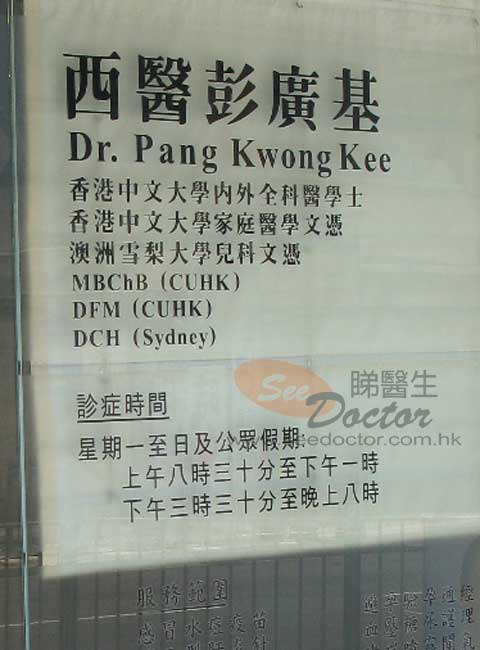 西醫彭廣基
Dr. Pang Kwong Kee
香港中文大學內外全科醫學士
香港中文大學家庭醫學文憑
澳洲雪梨大學兒科文憑
MBChB (CUHK)
DFM (CUHK)
DCH (Sydney)
See Doctor 睇醫生
seedoctor.com.hk
診症時間
星期一至日及公眾假期:
上午八時三十分至下午一時
下午三時三十分至晚上八時
服務範圍
感冒